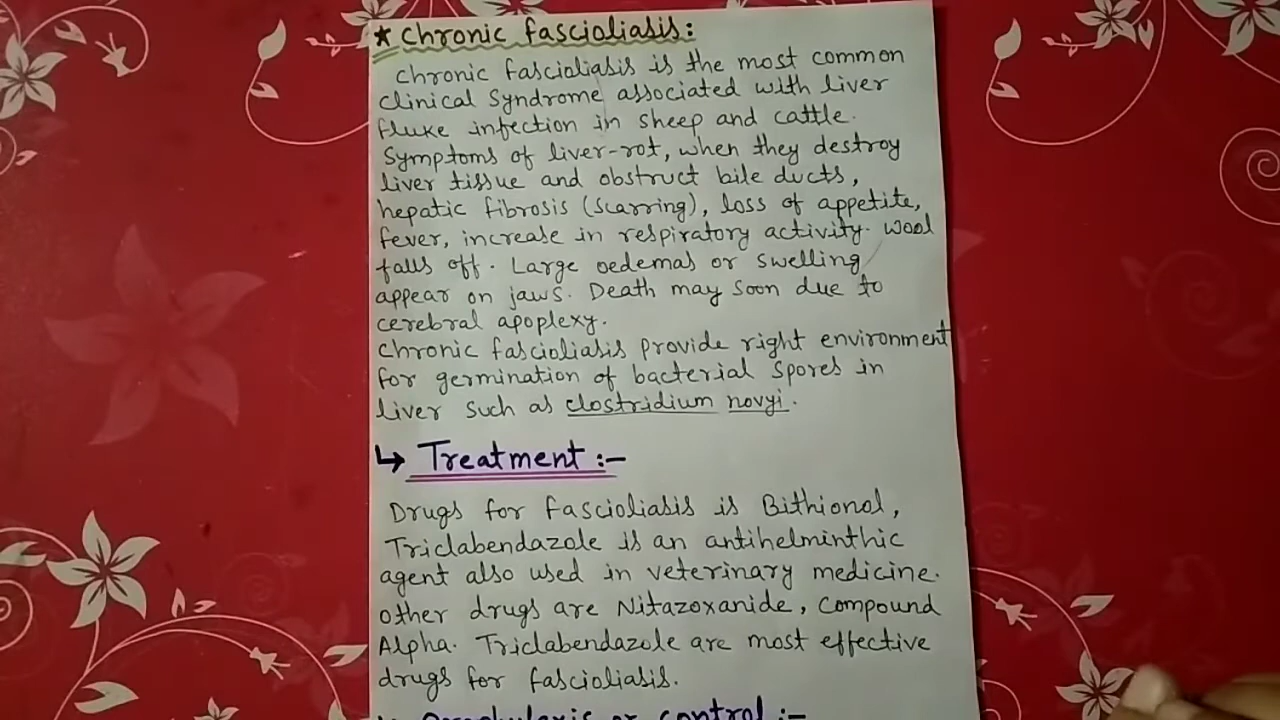 ★ Chronic fascioliasis:
Chronic fascioliasis is the most common
clinical syndrome associated with liver
fluke infection in sheep and cattle.
Symptoms of liver-rot, when they destroy
liver tissue and obstruct bile ducts,
hepatic fibrosis (scarring), loss of appetite,
fever, increase in respiratory activity. Wool
falls off. Large oedemas or swelling
appear on jaws. Death may soon due to
cerebral apoplexy.
Chronic fascioliasis provide right environment
for germination of bacterial spores in
liver such as clostridium novyi.
↳ Treatment :-
Drugs for fascioliasis is Bithionol,
Triclabendazole is an antihelminthic
agent also used in veterinary medicine.
Other drugs are Nitazoxanide, Compound
Alpha. Triclabendazole are most effective
drugs for fascioliasis.
or control :-